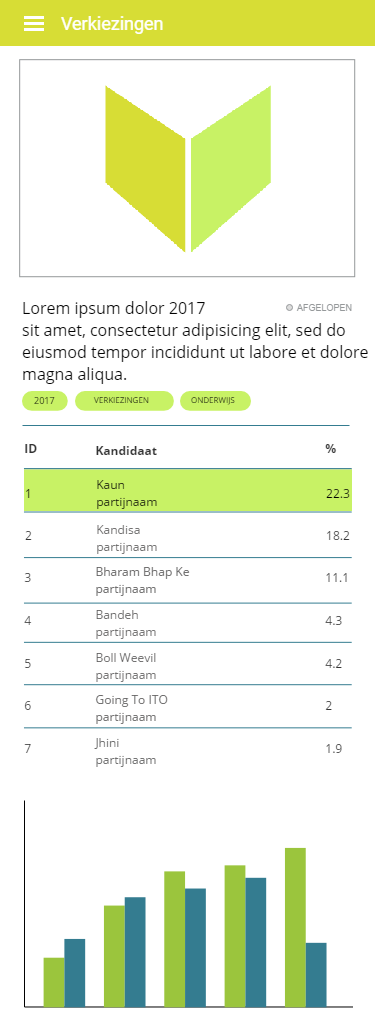 Verkiezingen
Lorem ipsum dolor 2017
AFGELOPEN
sit amet, consectetur adipisicing elit, sed do
eiusmod tempor incididunt ut labore et dolore
magna aliqua.
2017 VERKIEZINGEN ONDERWIJS
ID Kandidaat %
1 Kaun 22.3
partijnaam
2 Kandisa 18.2
partijnaam
3 Bharam Bhap Ke 11.1
partijnaam
4 Bandeh 4.3
partijnaam
5 Boll Weevil 4.2
partijnaam
6 Going To ITO 2
partijnaam
7 Jhini 1.9
partijnaam